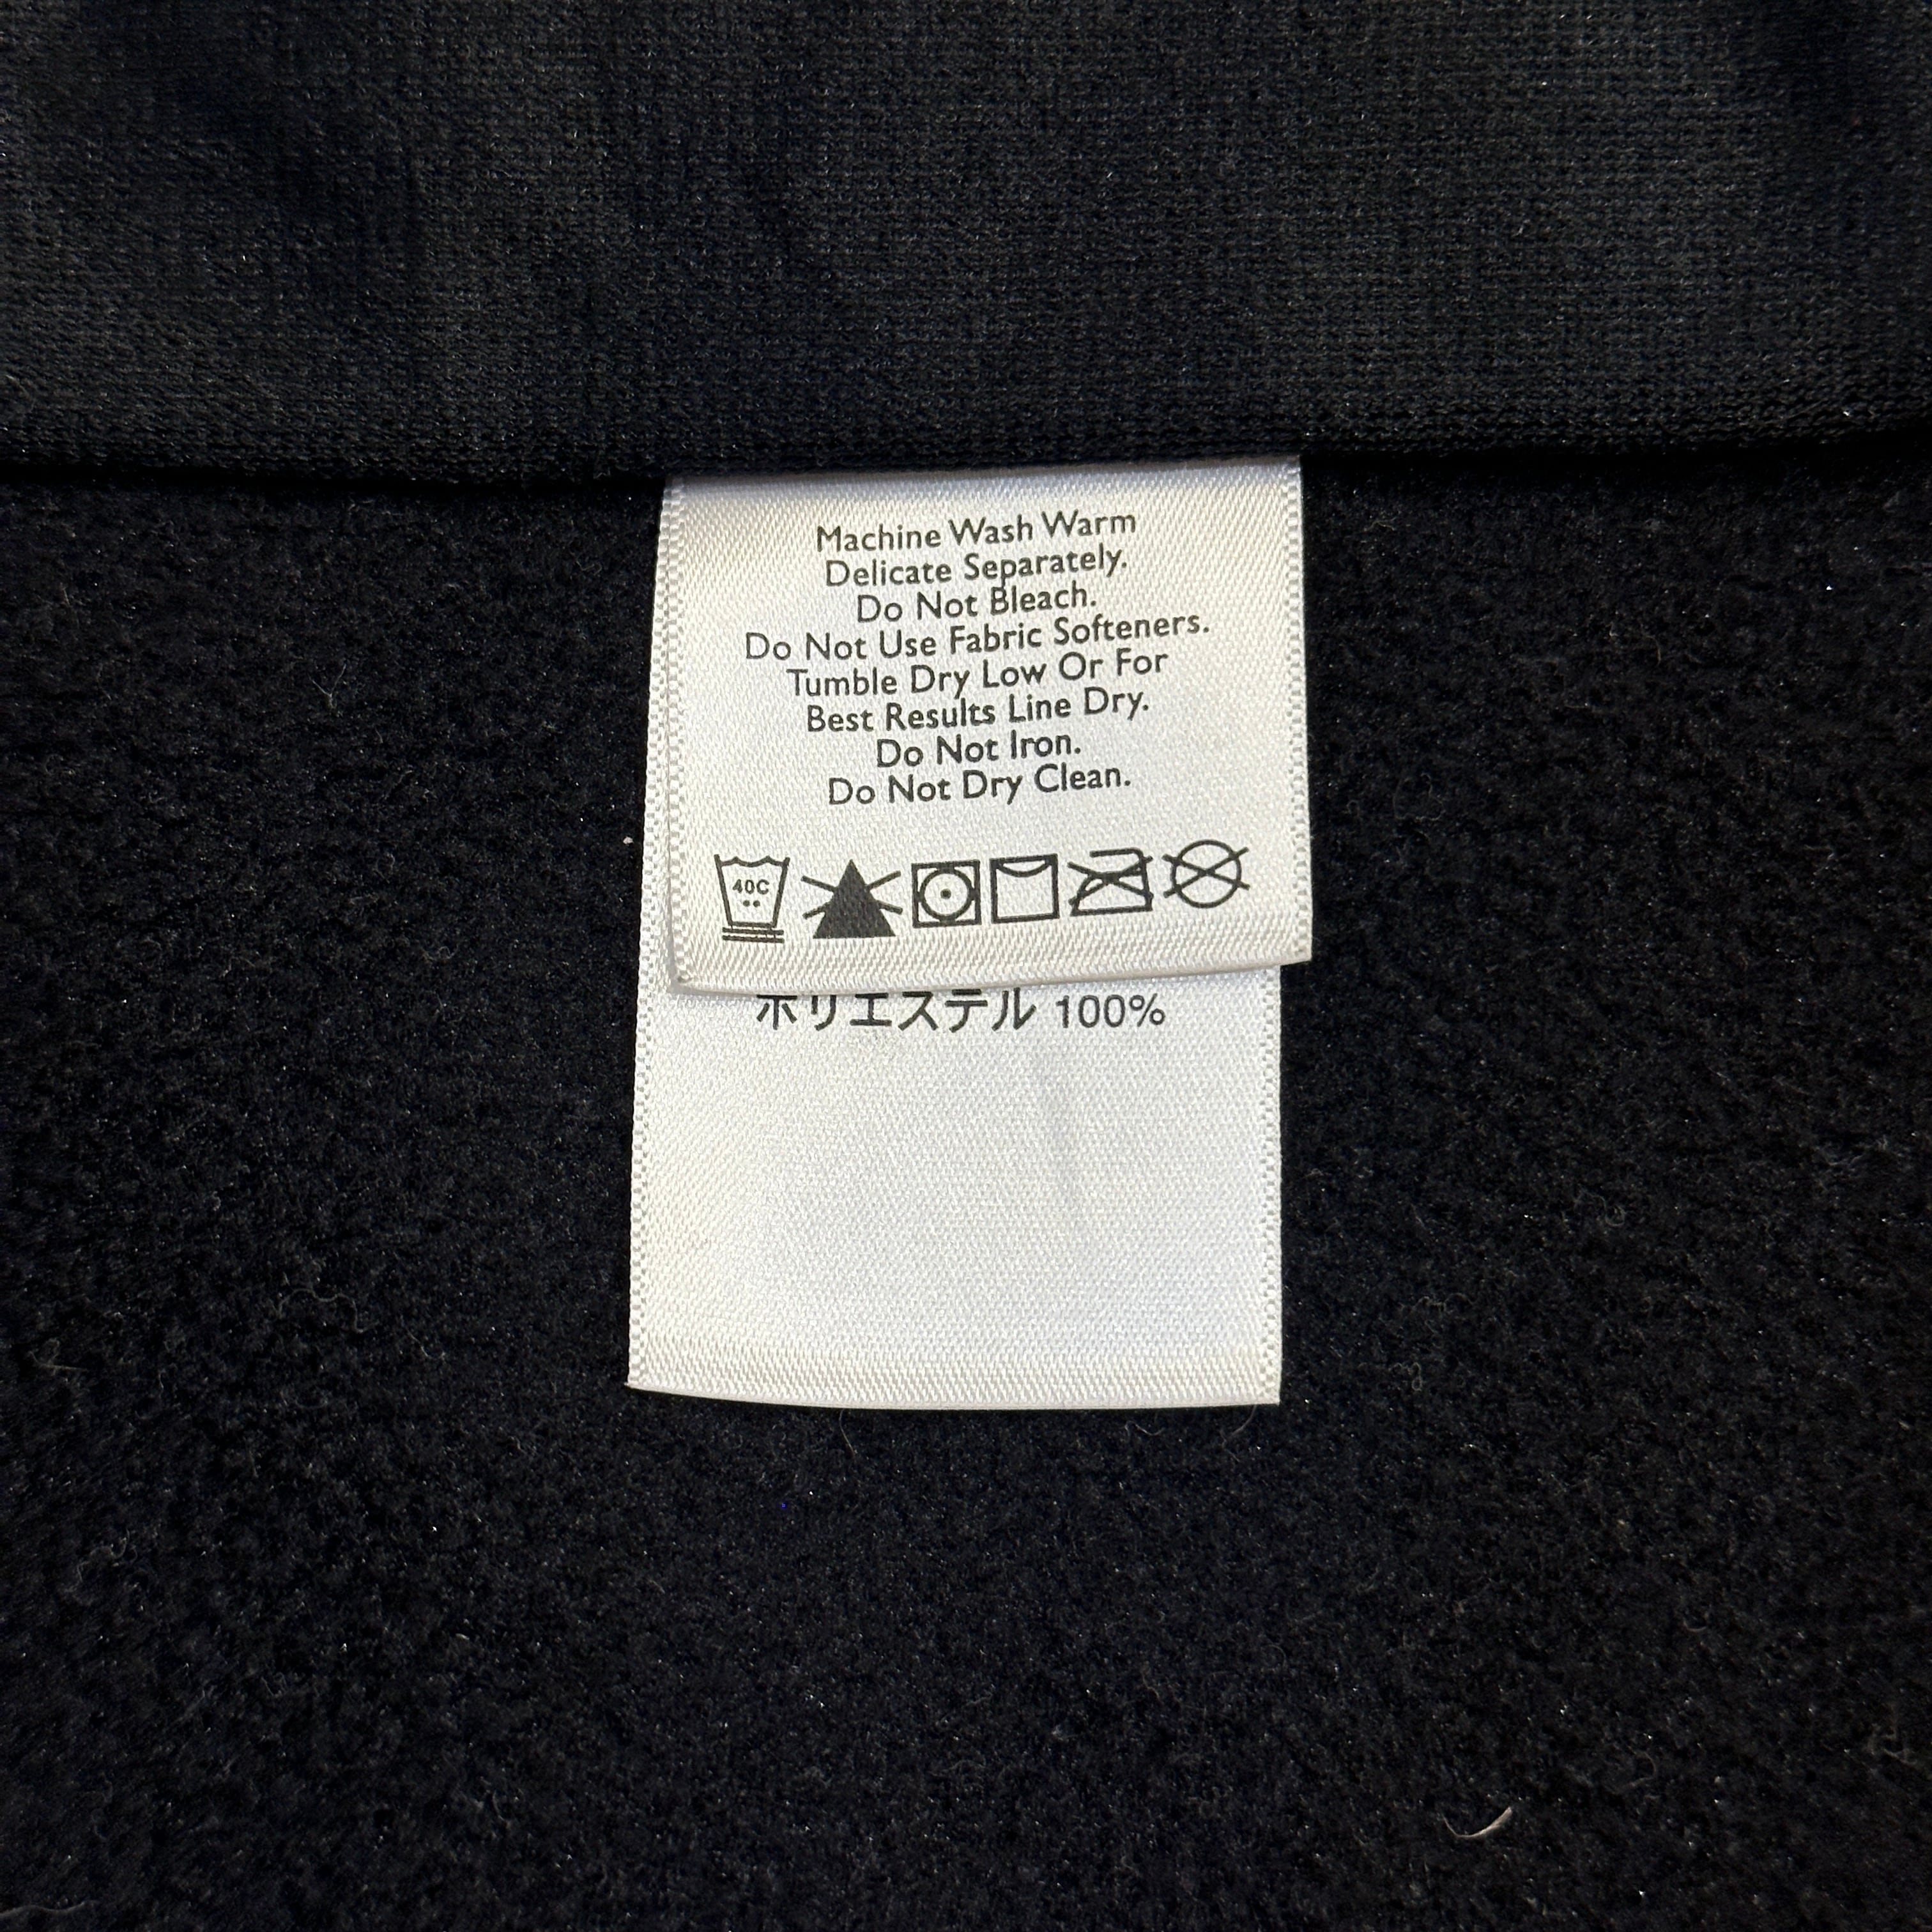 Machine Wash Warm
Delicate Separately.
Do Not Bleach.
Do Not Use Fabric Softeners.
Tumble Dry Low Or For
Best Results Line Dry.
Do Not Iron.
Do Not Dry Clean.
40C
ポリエステル 100%